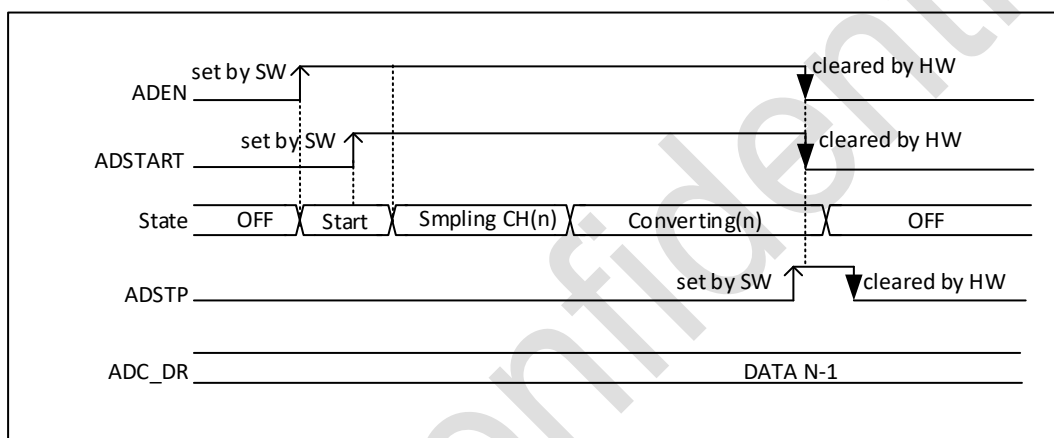 set by SW
cleared by HW
ADEN
set by SW
cleared by HW
ADSTART
State OFF Start Smpling CH(n) Converting(n) OFF
set by SW
cleared by HW
ADSTP
ADC_DR DATA N-1
onfidenti